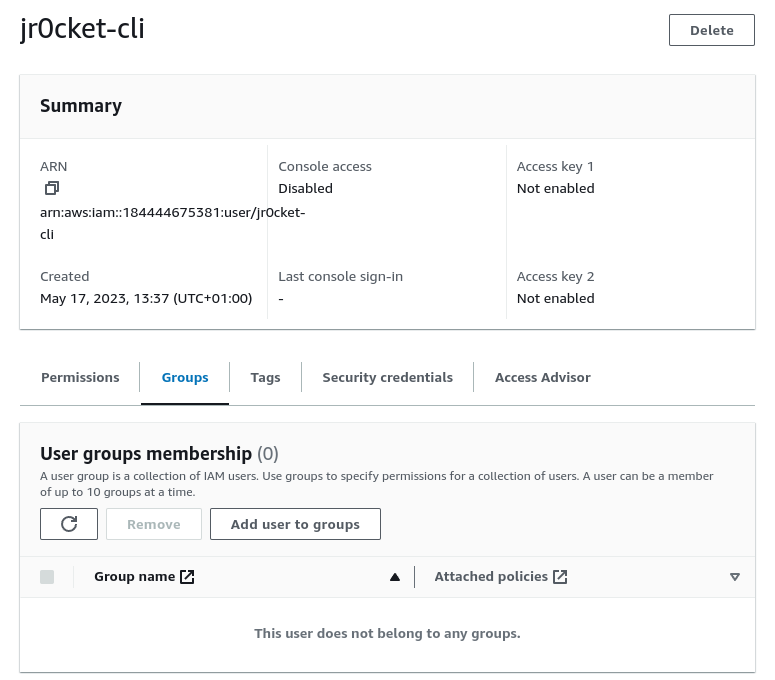 jr0cket-cli
Delete
Summary
ARN
arn:aws:iam::184444675381:user/jr0cket-
cli
Console access
Disabled
Access key 1
Not enabled
Created
May 17, 2023, 13:37 (UTC+01:00)
Last console sign-in
-
Access key 2
Not enabled
Permissions
Groups
Tags
Security credentials
Access Advisor
User groups membership (0)
A user group is a collection of IAM users. Use groups to specify permissions for a collection of users. A user can be a member
of up to 10 groups at a time.
Remove
Add user to groups
Group name
Attached policies
This user does not belong to any groups.